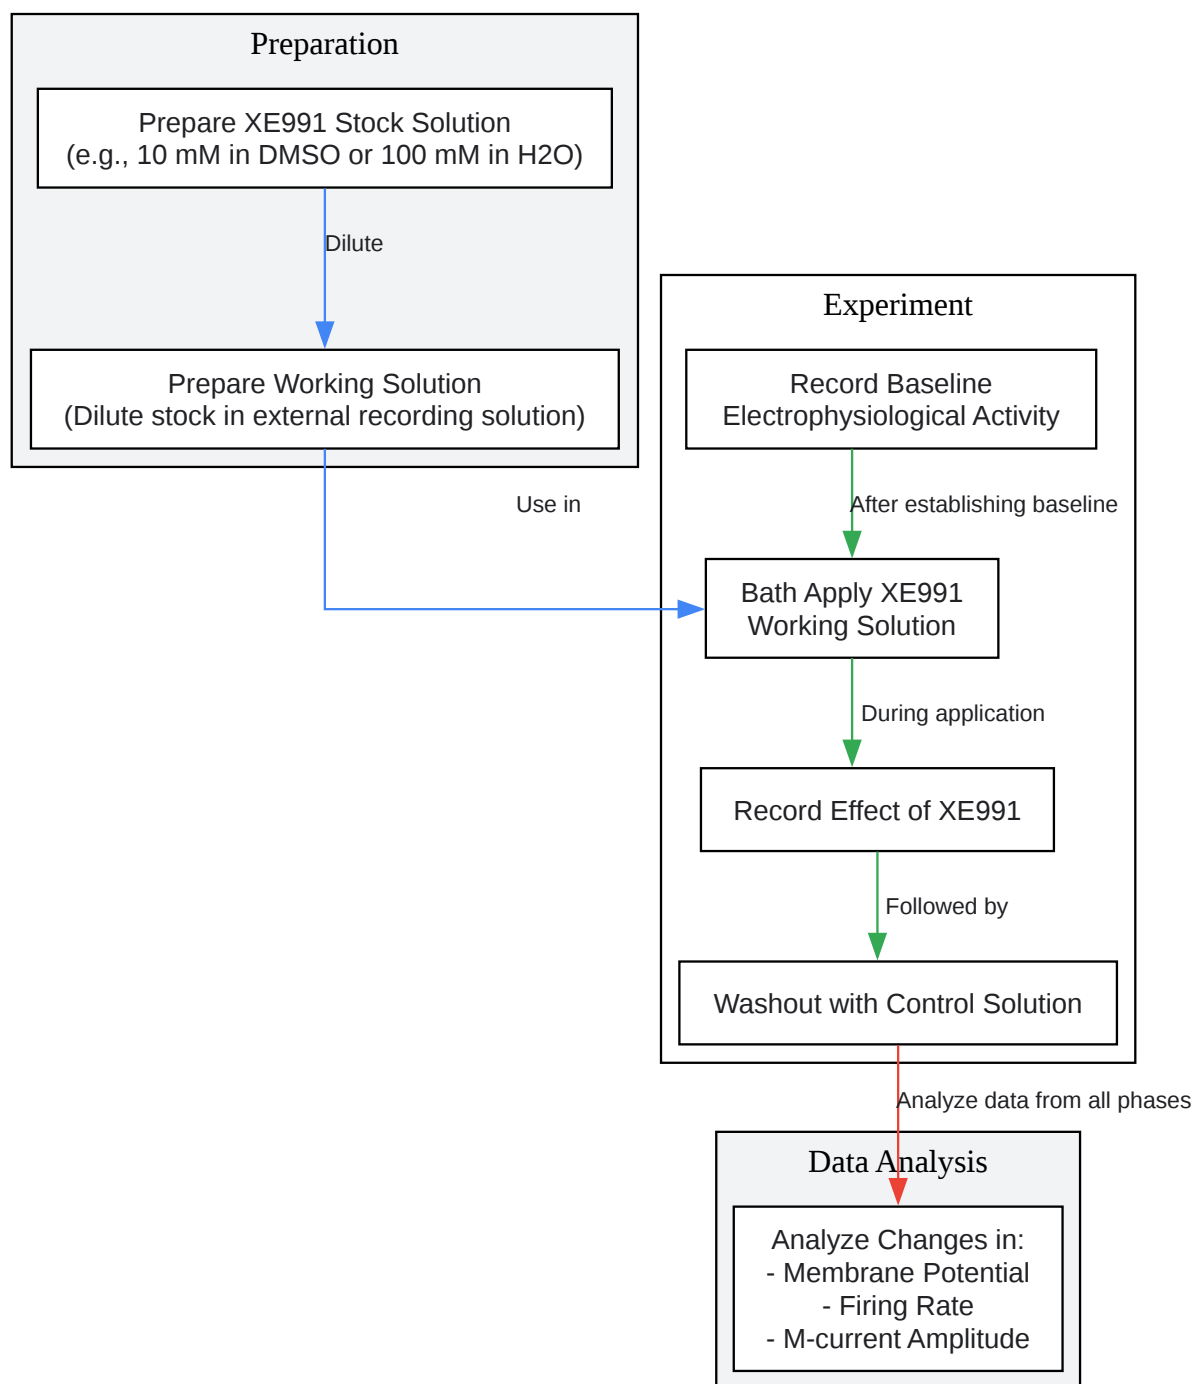 Preparation
Prepare XE991 Stock Solution
(e.g., 10 mM in DMSO or 100 mM in H2O)
Dilute
Prepare Working Solution
(Dilute stock in external recording solution)
Use in
Experiment
Record Baseline
Electrophysiological Activity
After establishing baseline
Bath Apply XE991
Working Solution
During application
Record Effect of XE991
Followed by
Washout with Control Solution
Analyze data from all phases
Data Analysis
Analyze Changes in:
- Membrane Potential
- Firing Rate
- M-current Amplitude